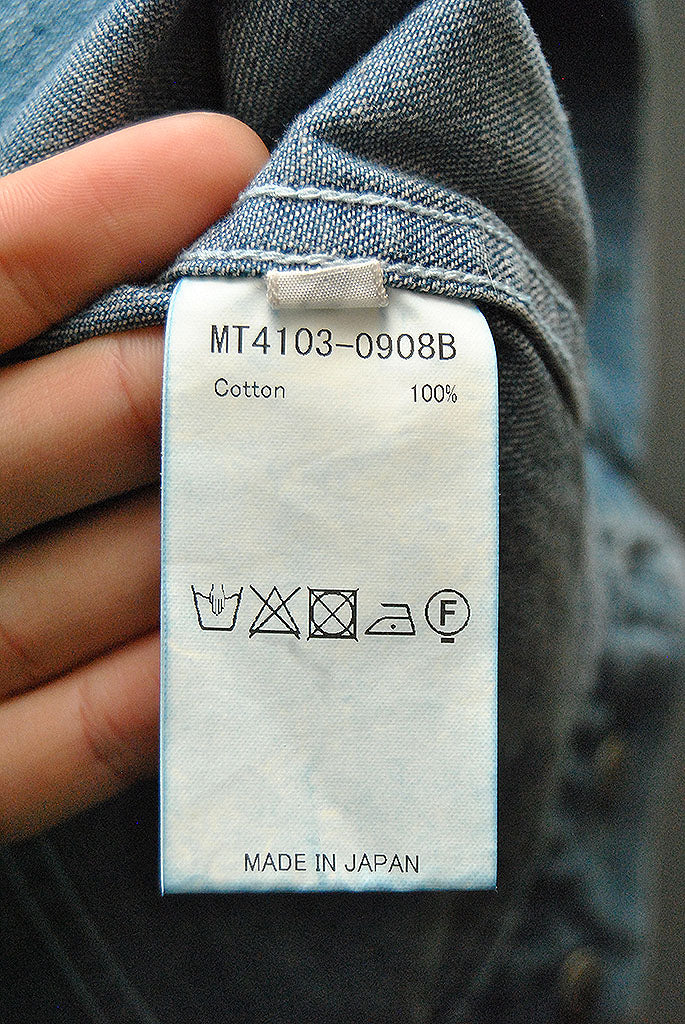 MT4103-0908B
Cotton 100%
F
MADE IN JAPAN